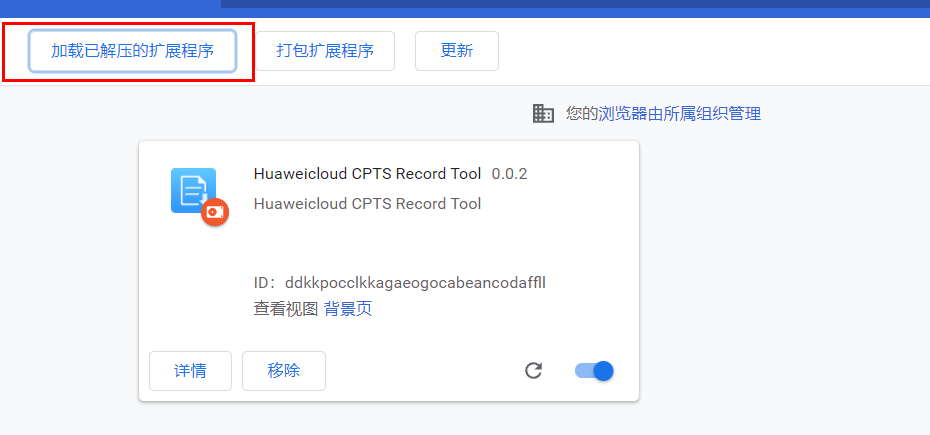 加载已解压的扩展程序 打包扩展程序 更新
您的浏览器由所属组织管理
Huaweicloud CPTS Record Tool 0.0.2
Huaweicloud CPTS Record Tool
ID：ddkkpocclkkagaeogocabeancodaffll
查看视图 背景页
详情 移除